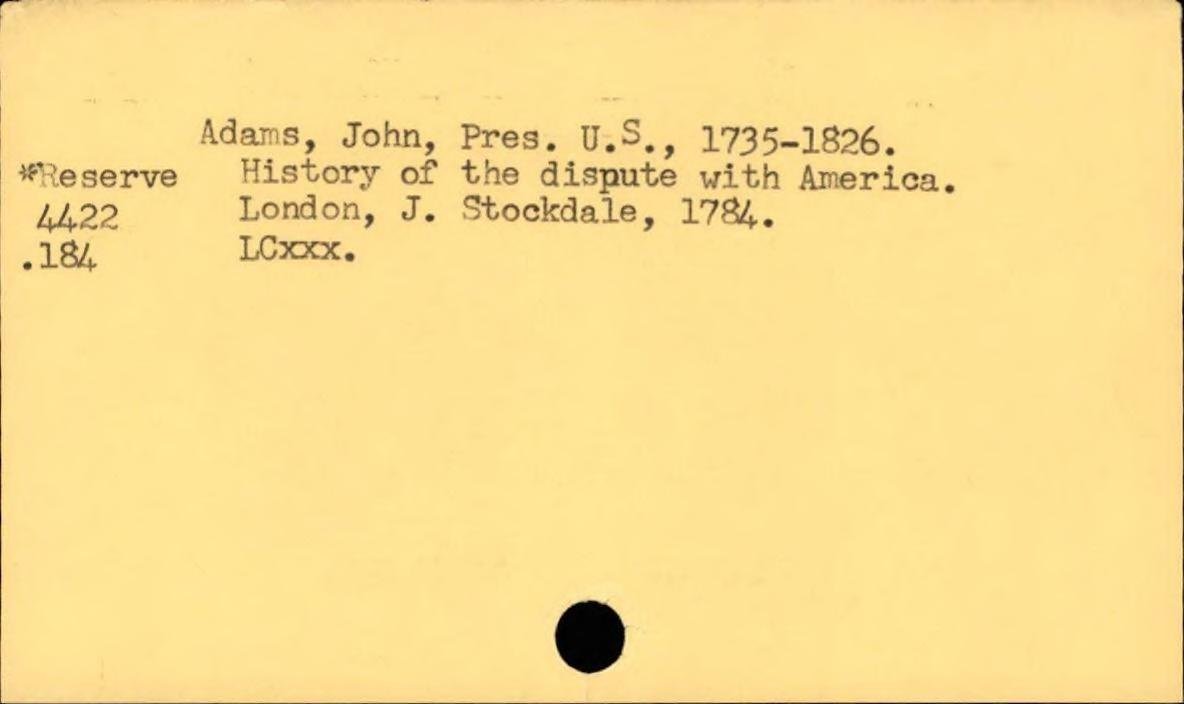 Adams, John, Pres. U.S., 1735-1826.
*Reserve History of the dispute with America.
4422 London, J. Stockdale, 1784.
.184 LCxxx.